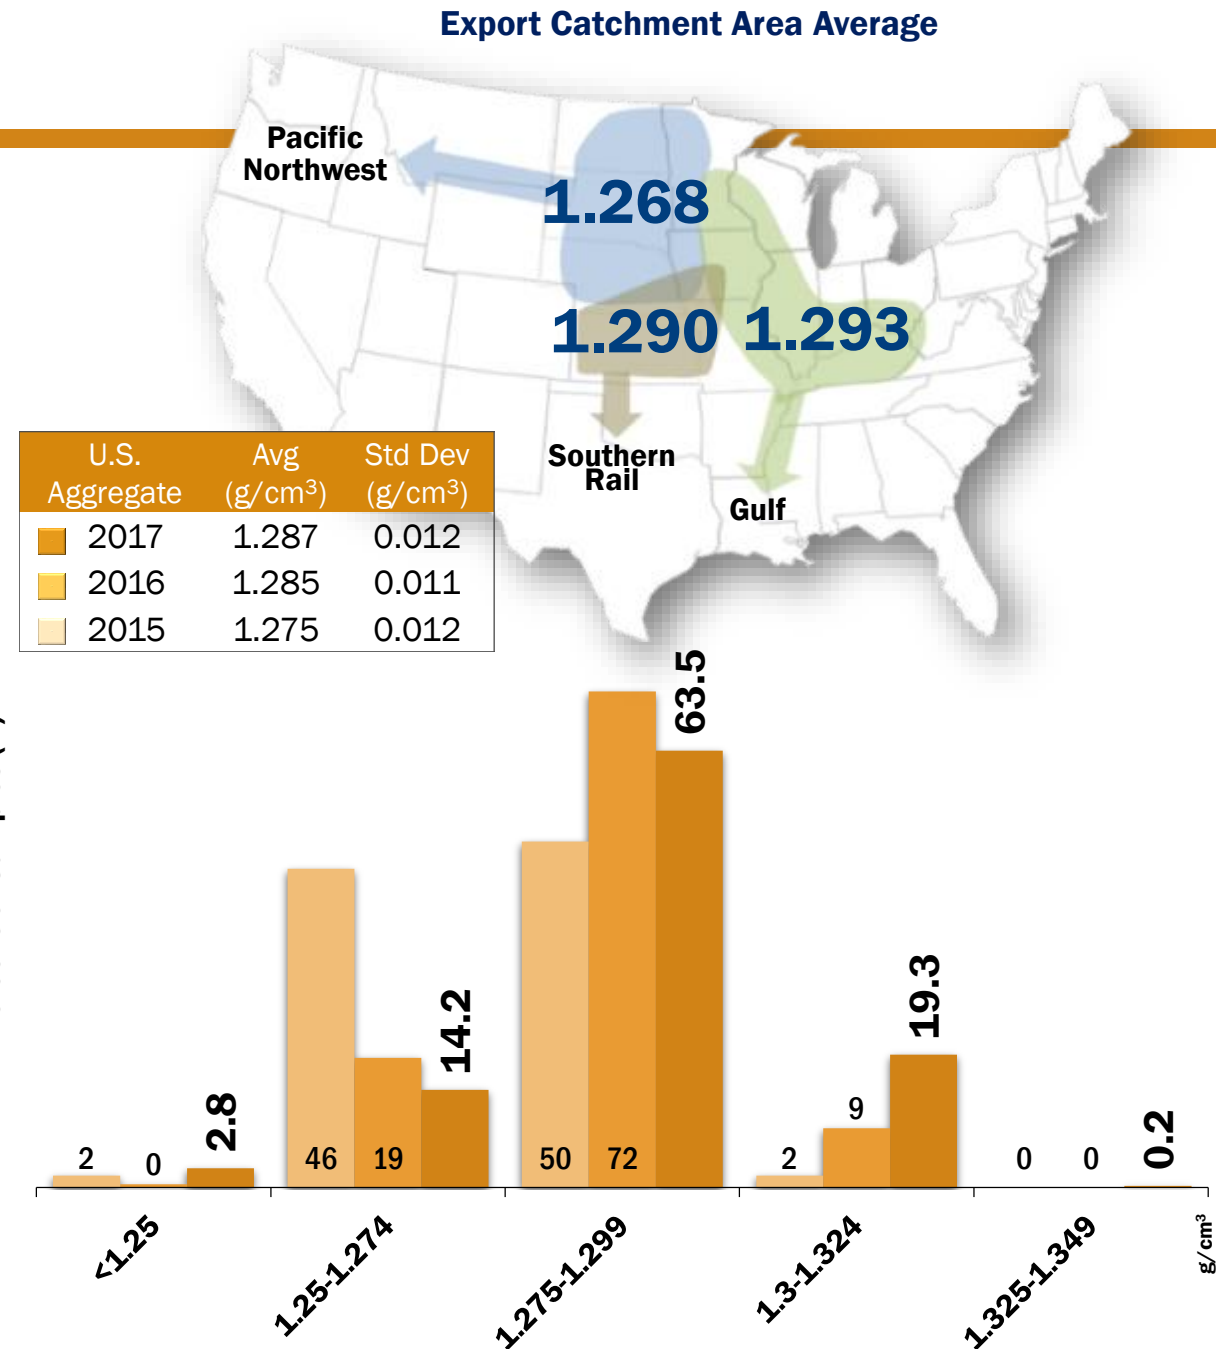 Export Catchment Area Average
Pacific
Northwest
1.268
1.290
1.293
Southern
Rail
Gulf
U.S.
Aggregate
Avg
(g/cm³)
Std Dev
(g/cm³)
2017 1.287 0.012
2016 1.285 0.011
2015 1.275 0.012
2 0 2.8
46 19 14.2
50 72 63.5
2 9 19.3
0 0 0.2
<1.25
1.25-1.274
1.275-1.299
1.3-1.324
1.325-1.349
g/cm³